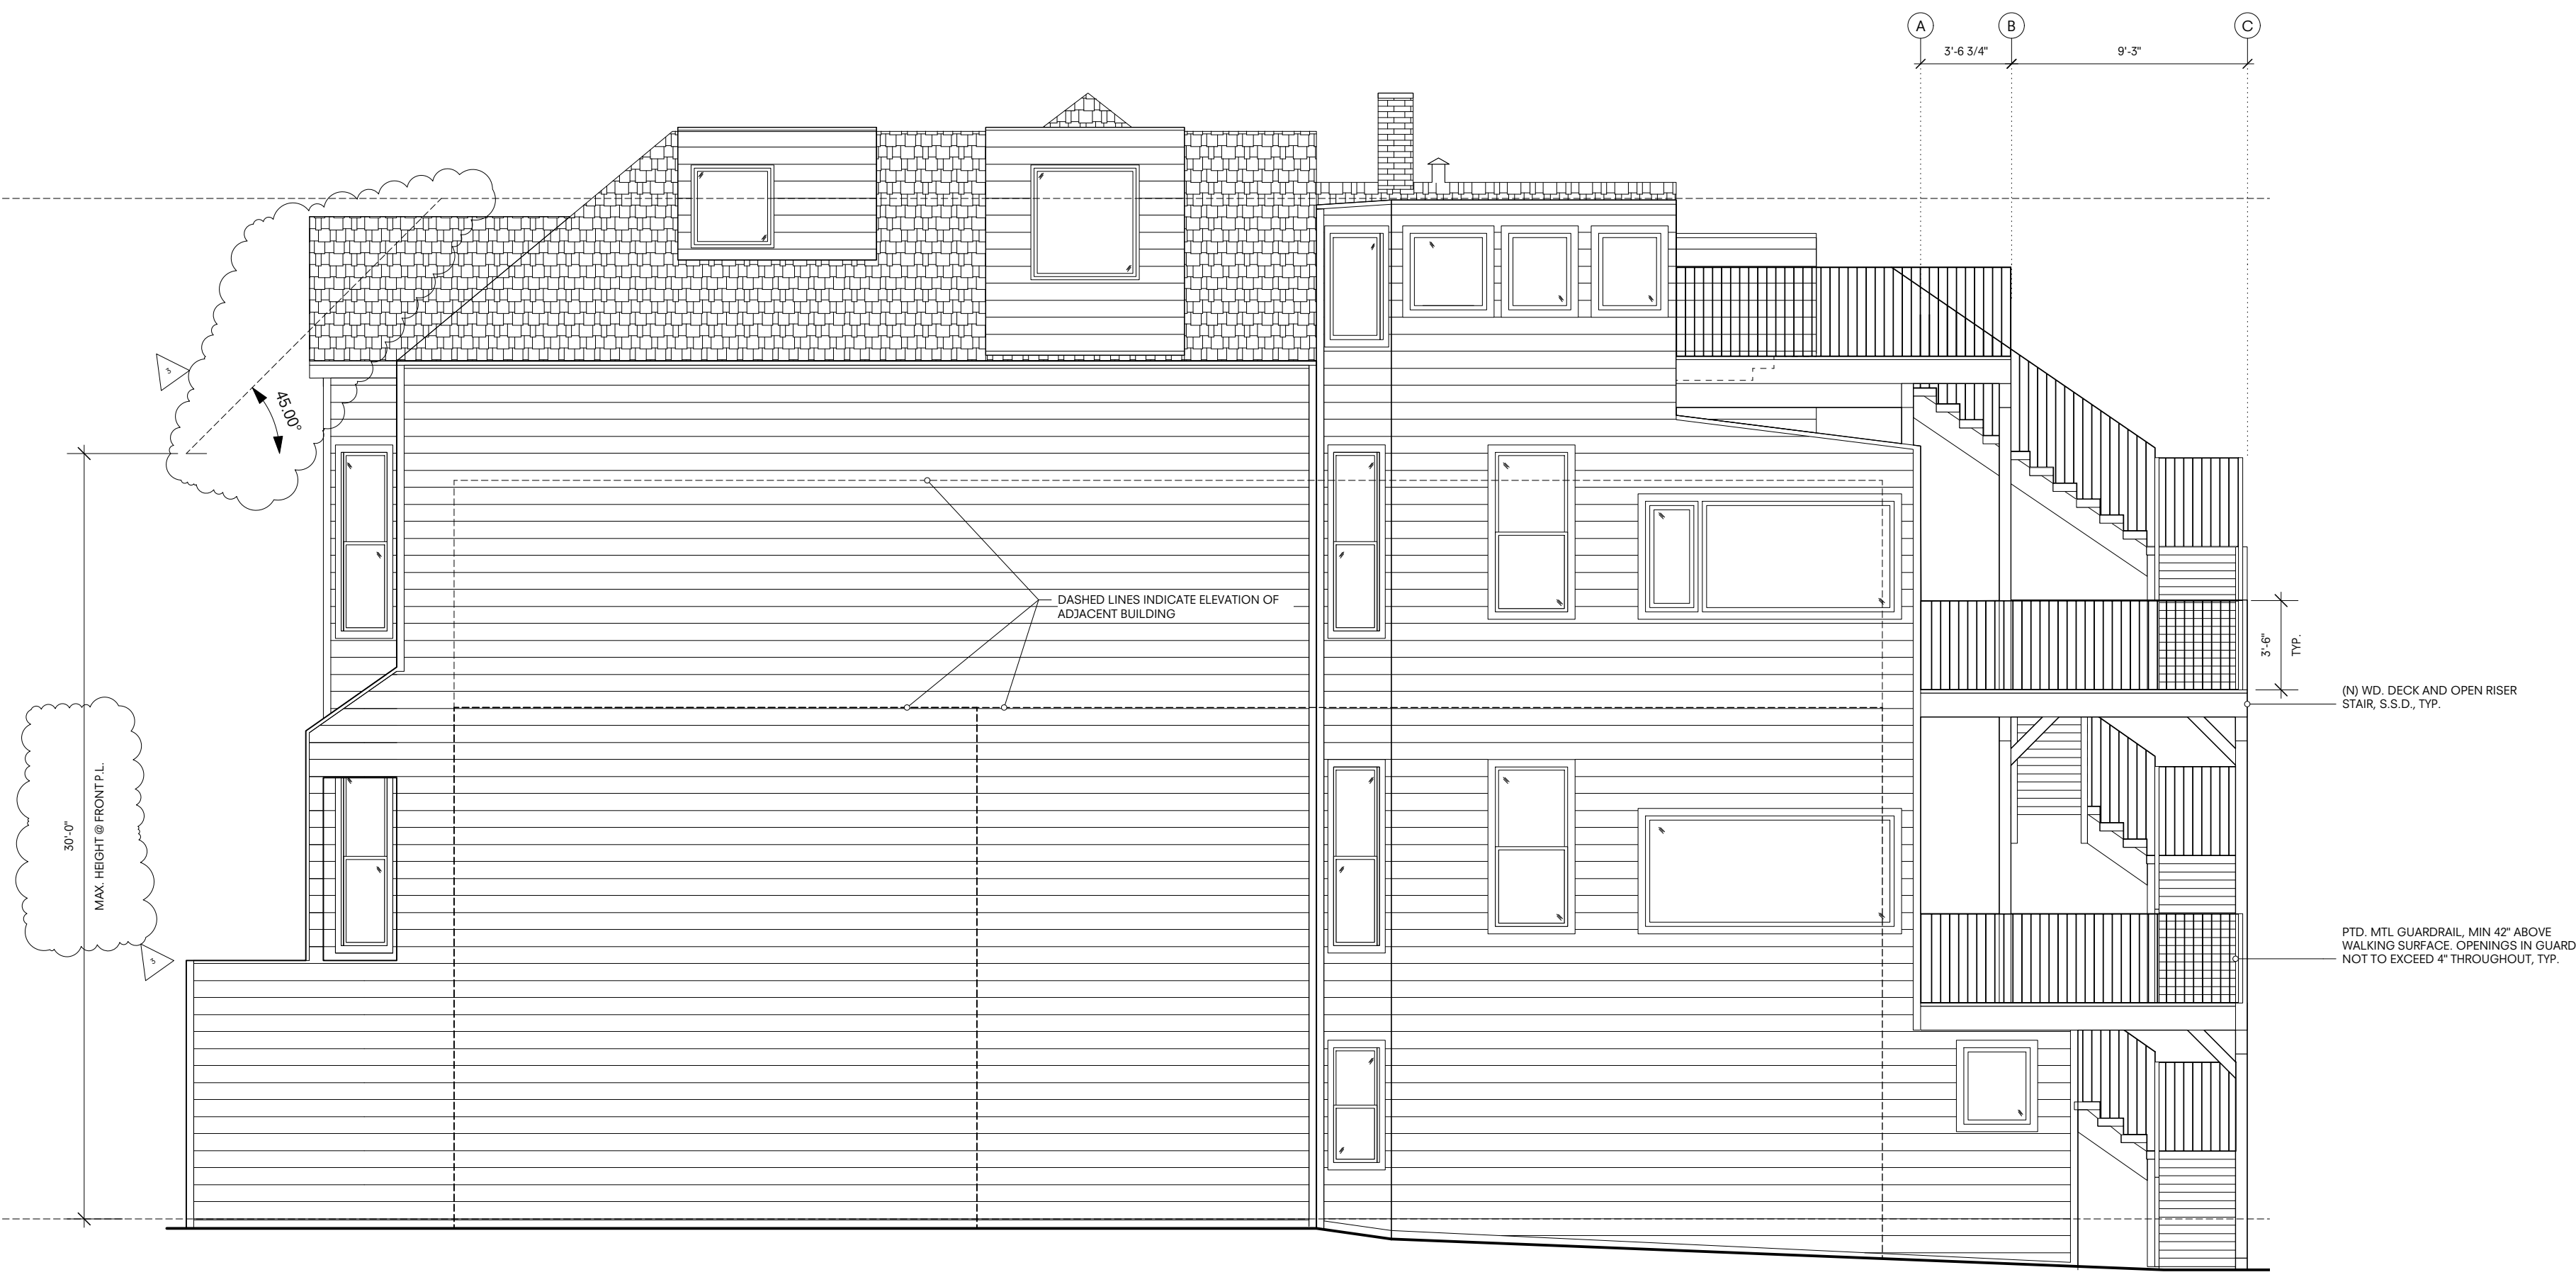 A
B
C
3'-6 3/4"
9'-3"
3
45.00°
DASHED LINES INDICATE ELEVATION OF
ADJACENT BUILDING
3'-6"
TYP.
(N) WD. DECK AND OPEN RISER
STAIR, S.S.D., TYP.
30'-0"
MAX. HEIGHT @ FRONT P.L.
3
PTD. MTL GUARDRAIL, MIN 42" ABOVE
WALKING SURFACE. OPENINGS IN GUARD
NOT TO EXCEED 4" THROUGHOUT, TYP.